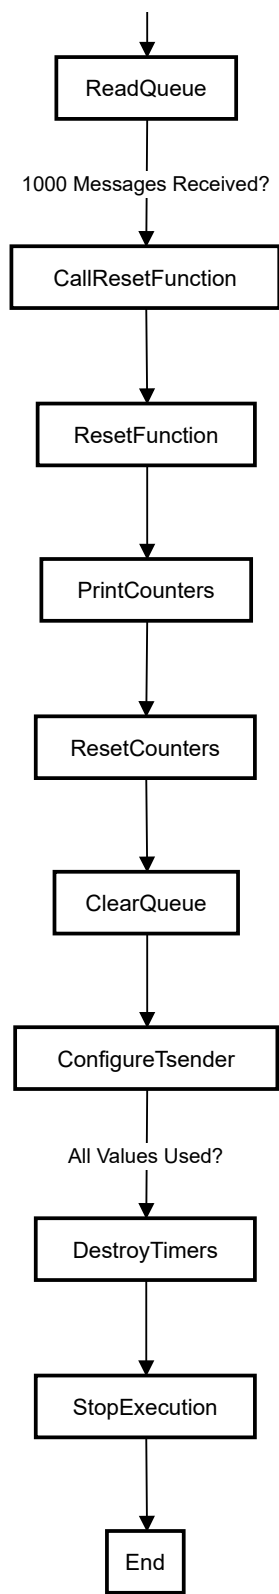 ReadQueue
1000 Messages Received?
CallResetFunction
ResetFunction
PrintCounters
ResetCounters
ClearQueue
ConfigureTsender
All Values Used?
DestroyTimers
StopExecution
End